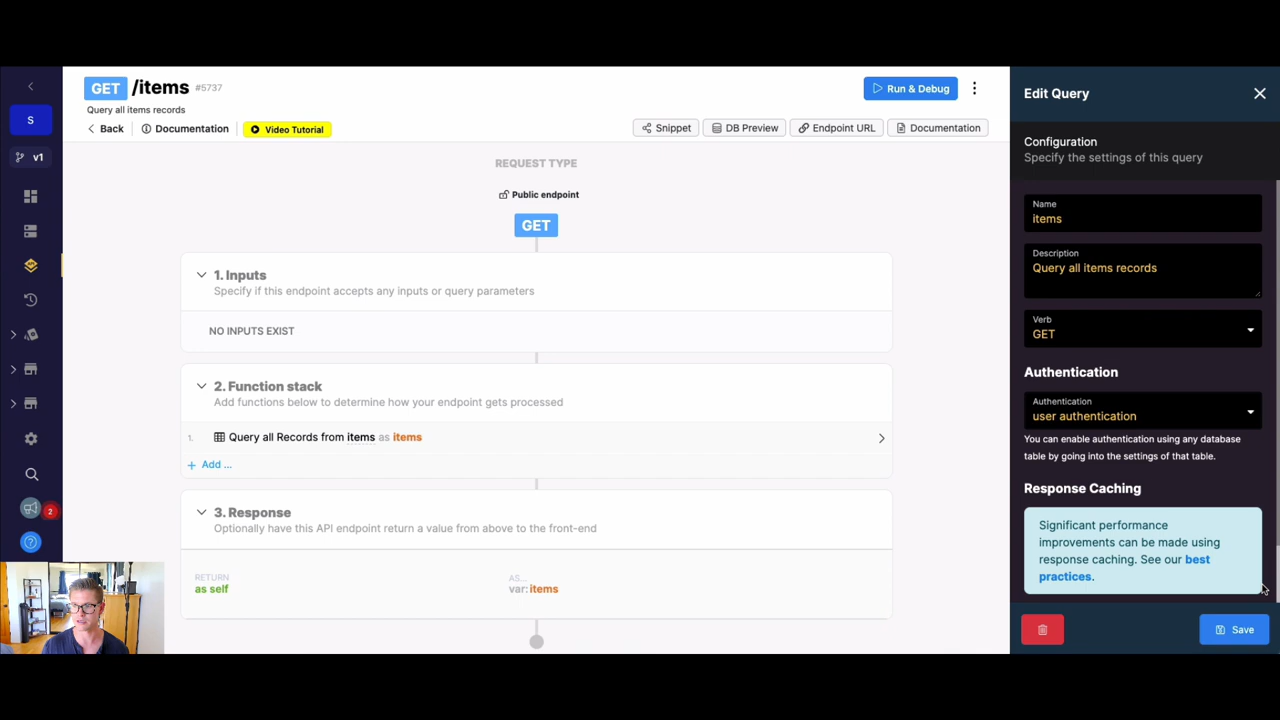 S
v1
2
GET /items #5737
Query all items records
Back
Documentation
Video Tutorial
Run & Debug
Snippet
DB Preview
Endpoint URL
Documentation
REQUEST TYPE
Public endpoint
GET
1. Inputs
Specify if this endpoint accepts any inputs or query parameters
NO INPUTS EXIST
2. Function stack
Add functions below to determine how your endpoint gets processed
1. Query all Records from items as items
+ Add ...
3. Response
Optionally have this API endpoint return a value from above to the front-end
RETURN
as self
AS...
var: items
Edit Query
Configuration
Specify the settings of this query
Name
items
Description
Query all items records
Verb
GET
Authentication
Authentication
user authentication
You can enable authentication using any database
table by going into the settings of that table.
Response Caching
Significant performance
improvements can be made using
response caching. See our best
practices.
Save